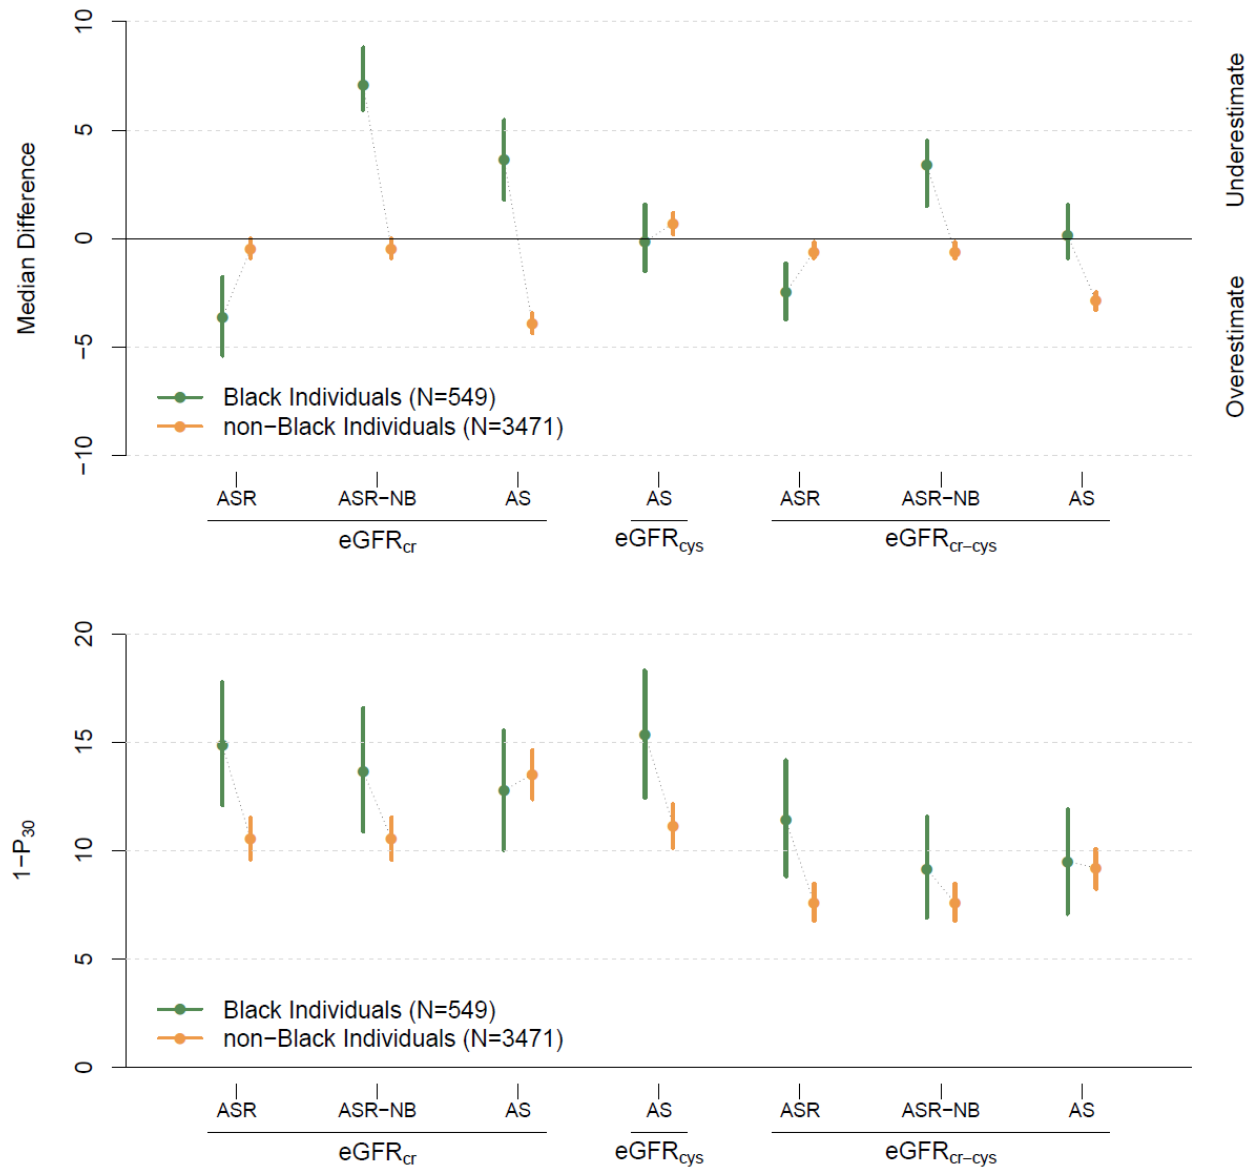 10
5
0
−5
−10
Median Difference
Underestimate
Overestimate
Black Individuals (N=549)
non−Black Individuals (N=3471)
ASR ASR−NB AS AS ASR ASR−NB AS
eGFRcr eGFRcys eGFRcr−cys
20
15
10
5
0
1−P30
Black Individuals (N=549)
non−Black Individuals (N=3471)
ASR ASR−NB AS AS ASR ASR−NB AS
eGFRcr eGFRcys eGFRcr−cys